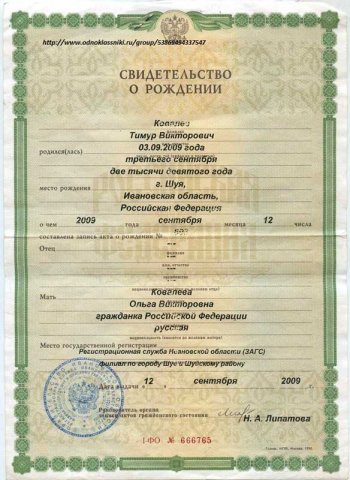 http://www.odnoklassniki.ru/group/53869454337547
СВИДЕТЕЛЬСТВО
О РОЖДЕНИИ
Тимур Викторович
родился(лась) 03.09.2009 года
третьего сентября
две тысячи девятого года
место рождения г. Шуя,
Ивановская область,
Российская Федерация
о чем 2009 года сентября месяца 12 числа
составлена запись акта о рождении №
Отец
Мать Ковалева
Ольга Викторовна
гражданка Российской Федерации
русская
Место государственной регистрации
Регистрационная служба Ивановской области (ЗАГС)
филиал по городу Шуя и Шуйскому району
Дата выдачи « 12 сентября 2009 г.
Руководитель органа
записи актов гражданского состояния Н. А. Липатова
I-ФО № 666765